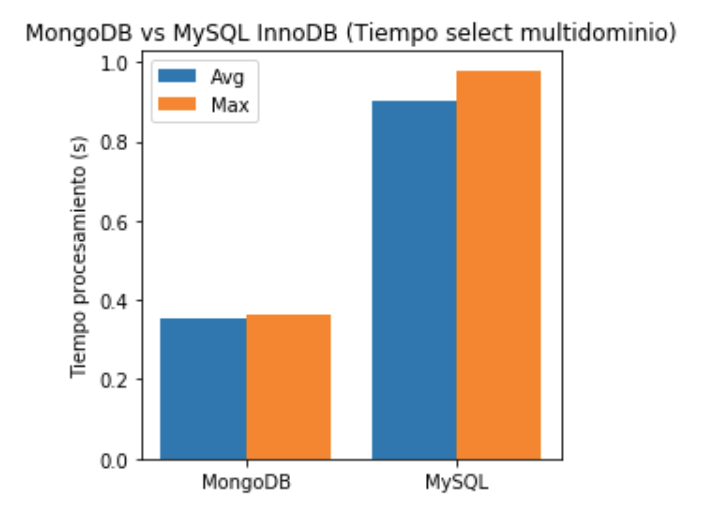 MongoDB vs MySQL InnoDB (Tiempo select multidominio)
Avg
Max
Tiempo procesamiento (s)
1.0
0.8
0.6
0.4
0.2
0.0
MongoDB
MySQL